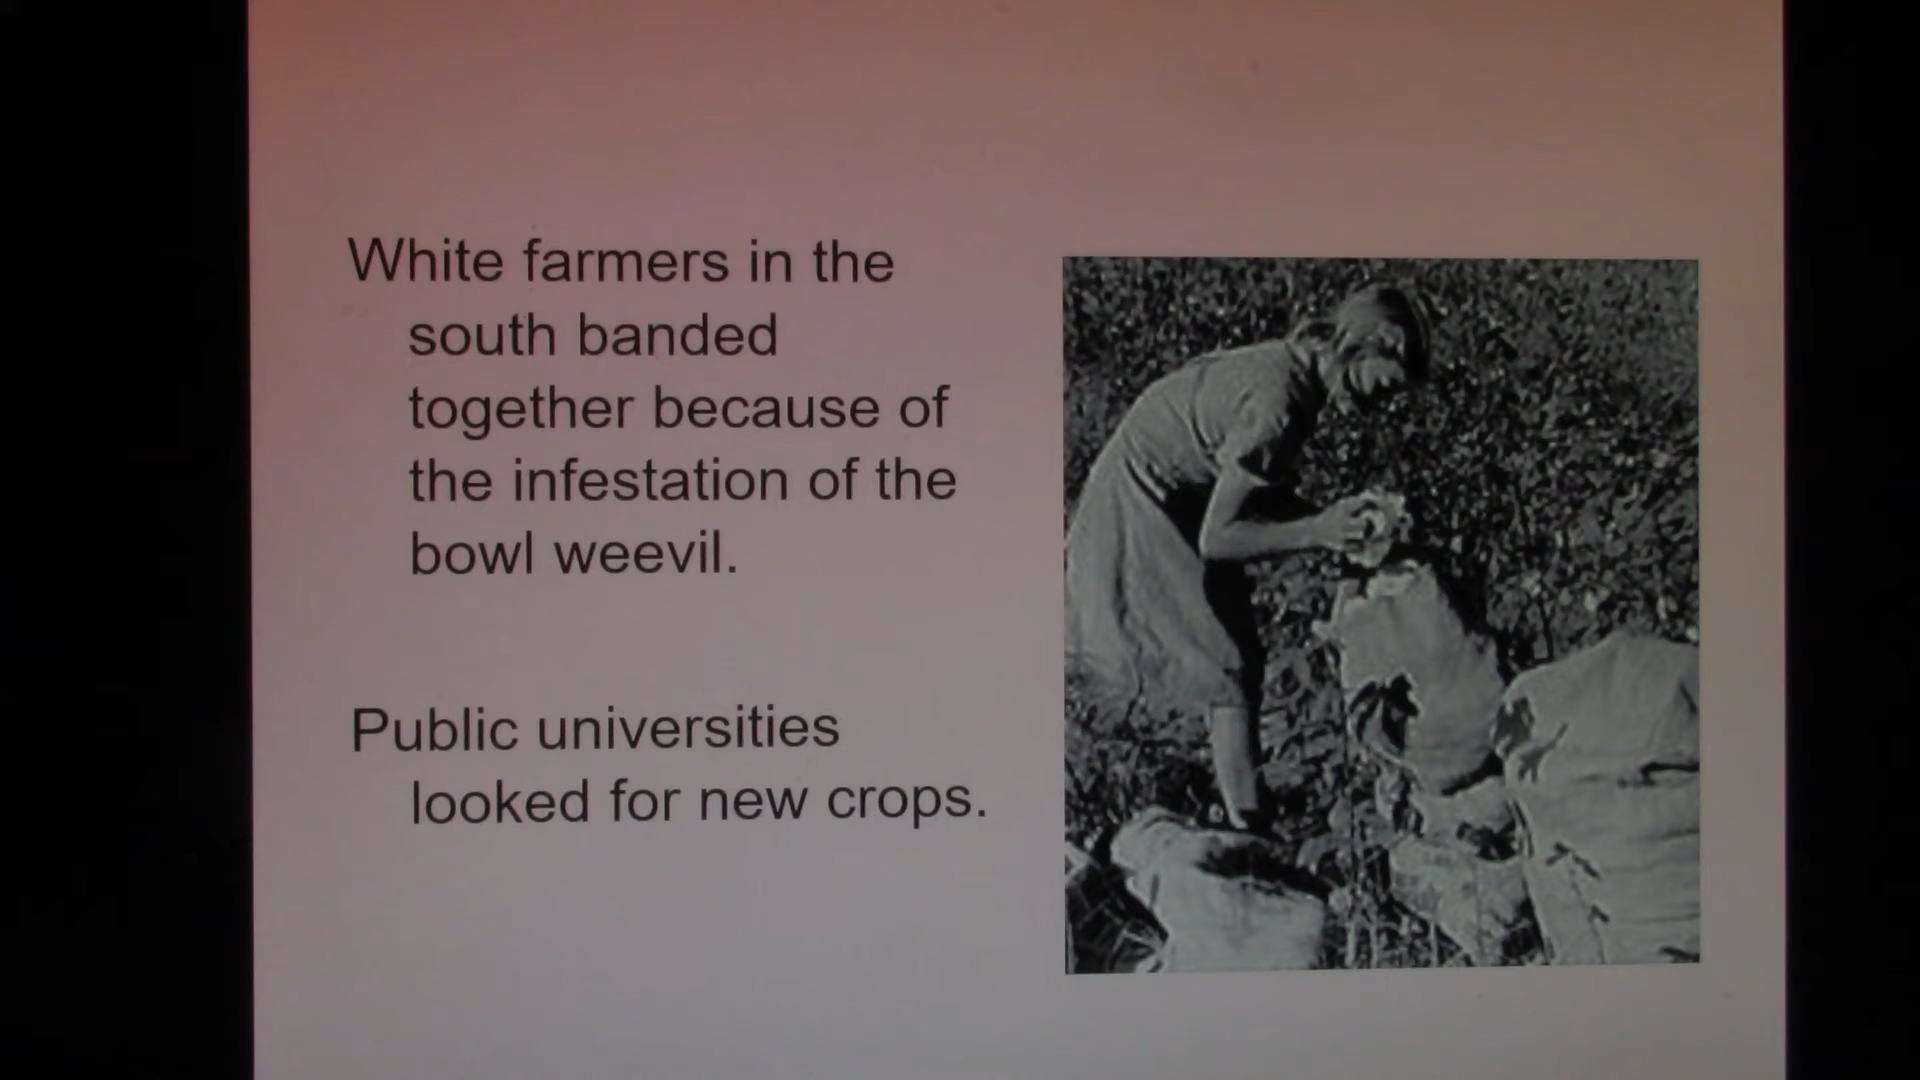 White farmers in the
south banded
together because of
the infestation of the
bowl weevil.
Public universities
looked for new crops.